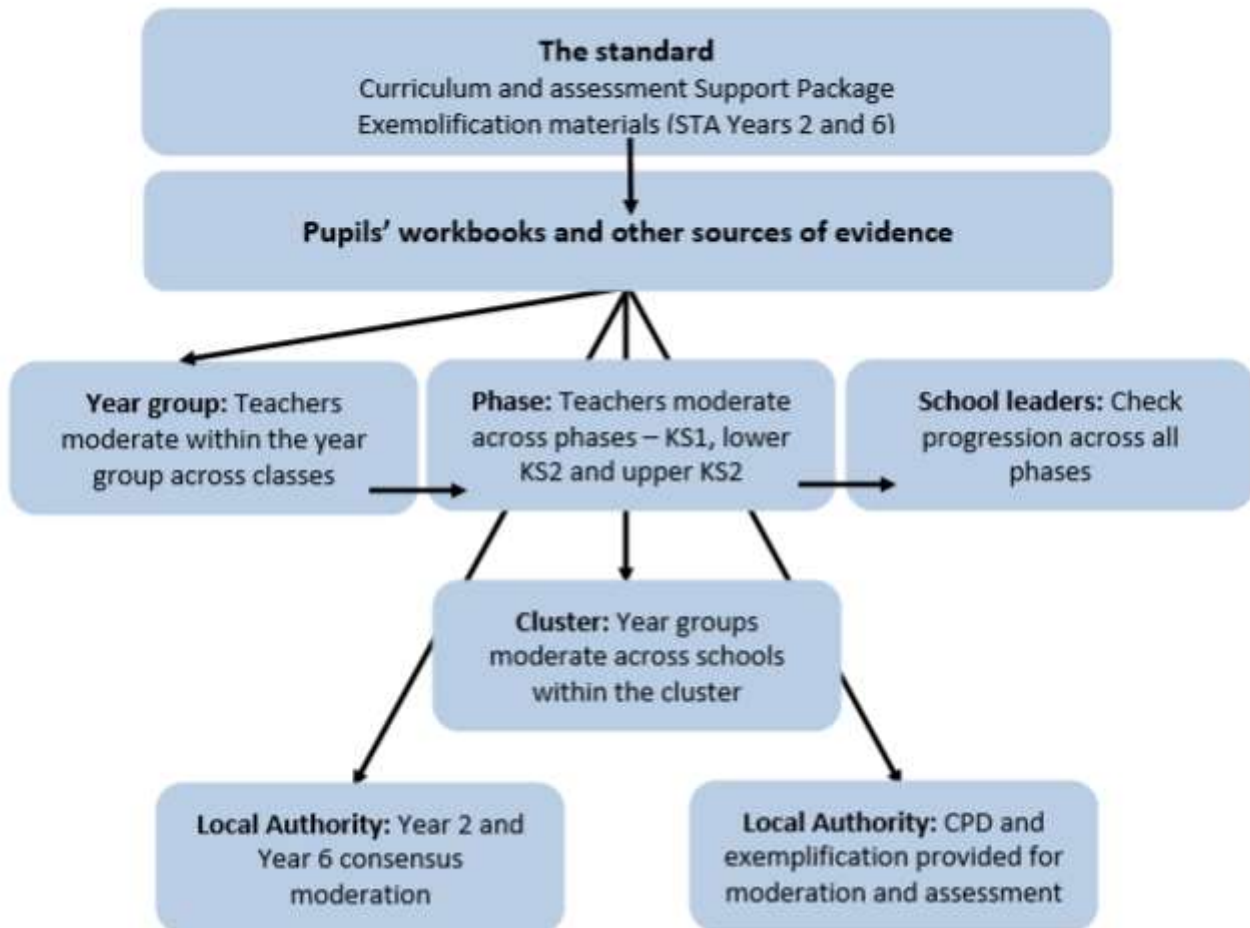 The standard
Curriculum and assessment Support Package
Exemplification materials (STA Years 2 and 6)
Pupils’ workbooks and other sources of evidence
Year group: Teachers
moderate within the year
group across classes
Phase: Teachers moderate
across phases – KS1, lower
KS2 and upper KS2
School leaders: Check
progression across all
phases
Cluster: Year groups
moderate across schools
within the cluster
Local Authority: Year 2 and
Year 6 consensus
moderation
Local Authority: CPD and
exemplification provided for
moderation and assessment